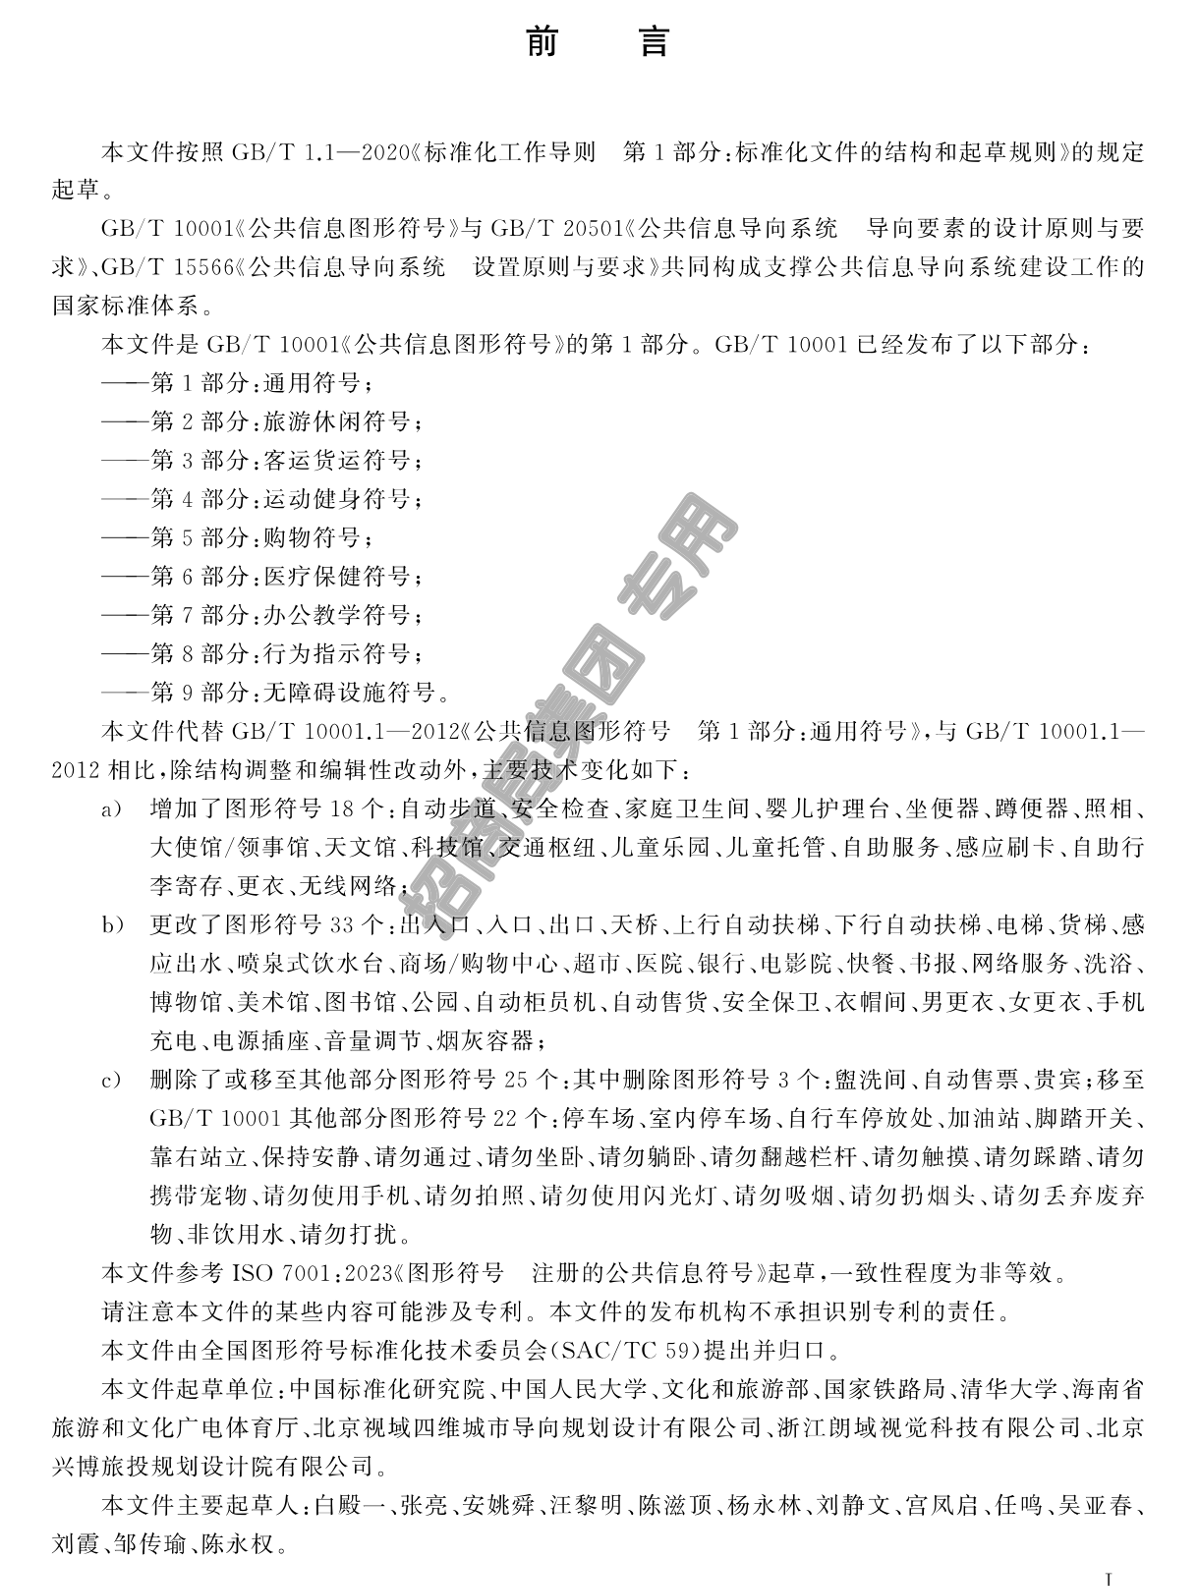 前　　言
本文件按照 GB/T 1.1—2020《标准化工作导则　第 1 部分:标准化文件的结构和起草规则》的规定
起草。
GB/T 10001《公共信息图形符号》与 GB/T 20501《公共信息导向系统　导向要素的设计原则与要
求》、GB/T 15566《公共信息导向系统　设置原则与要求》共同构成支撑公共信息导向系统建设工作的
国家标准体系。
本文件是 GB/T 10001《公共信息图形符号》的第 1 部分。GB/T 10001 已经发布了以下部分:
——第 1 部分:通用符号;
——第 2 部分:旅游休闲符号;
——第 3 部分:客运货运符号;
——第 4 部分:运动健身符号;
——第 5 部分:购物符号;
——第 6 部分:医疗保健符号;
——第 7 部分:办公教学符号;
——第 8 部分:行为指示符号;
——第 9 部分:无障碍设施符号。
本文件代替 GB/T 10001.1—2012《公共信息图形符号　第 1 部分:通用符号》,与 GB/T 10001.1—
2012 相比,除结构调整和编辑性改动外,主要技术变化如下:
a)　增加了图形符号 18 个:自动步道、安全检查、家庭卫生间、婴儿护理台、坐便器、蹲便器、照相、
大使馆/领事馆、天文馆、科技馆、交通枢纽、儿童乐园、儿童托管、自助服务、感应刷卡、自助行
李寄存、更衣、无线网络;
b)　更改了图形符号 33 个:出入口、入口、出口、天桥、上行自动扶梯、下行自动扶梯、电梯、货梯、感
应出水、喷泉式饮水台、商场/购物中心、超市、医院、银行、电影院、快餐、书报、网络服务、洗浴、
博物馆、美术馆、图书馆、公园、自动柜员机、自动售货、安全保卫、衣帽间、男更衣、女更衣、手机
充电、电源插座、音量调节、烟灰容器;
c)　删除了或移至其他部分图形符号 25 个:其中删除图形符号 3 个:盥洗间、自动售票、贵宾;移至
GB/T 10001 其他部分图形符号 22 个:停车场、室内停车场、自行车停放处、加油站、脚踏开关、
靠右站立、保持安静、请勿通过、请勿坐卧、请勿躺卧、请勿翻越栏杆、请勿触摸、请勿踩踏、请勿
携带宠物、请勿使用手机、请勿拍照、请勿使用闪光灯、请勿吸烟、请勿扔烟头、请勿丢弃废弃
物、非饮用水、请勿打扰。
本文件参考 ISO 7001:2023《图形符号　注册的公共信息符号》起草,一致性程度为非等效。
请注意本文件的某些内容可能涉及专利。本文件的发布机构不承担识别专利的责任。
本文件由全国图形符号标准化技术委员会(SAC/TC 59)提出并归口。
本文件起草单位:中国标准化研究院、中国人民大学、文化和旅游部、国家铁路局、清华大学、海南省
旅游和文化广电体育厅、北京视域四维城市导向规划设计有限公司、浙江朗域视觉科技有限公司、北京
兴博旅投规划设计院有限公司。
本文件主要起草人:白殿一、张亮、安姚舜、汪黎明、陈滋顶、杨永林、刘静文、宫凤启、任鸣、吴亚春、
刘霞、邹传瑜、陈永权。
I
招商局集团 专用